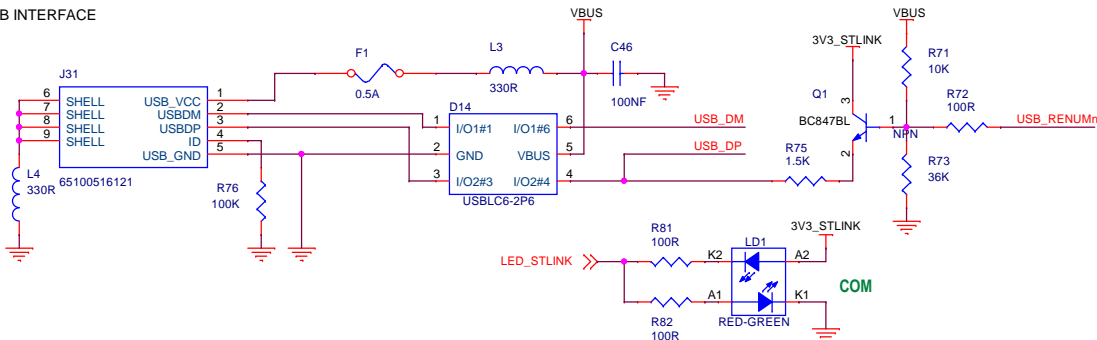 B INTERFACE
VBUS
VBUS
3V3_STLINK
F1
0.5A
L3
330R
C46
100NF
R71
10K
J31
6
7
8
9
SHELL
SHELL
SHELL
SHELL
USB_VCC
USBDM
USBDP
ID
USB_GND
1
2
3
4
5
65100516121
L4
330R
R76
100K
D14
1
2
3
I/O1#1
GND
I/O2#3
I/O1#6
VBUS
I/O2#4
6
5
4
USBLC6-2P6
USB_DM
USB_DP
Q1
BC847BL
3
1
2
NPN
R72
100R
USB_RENUMn
R75
1.5K
R73
36K
R81
100R
LED_STLINK
R82
100R
LD1
K2
A2
A1
K1
RED-GREEN
3V3_STLINK
COM